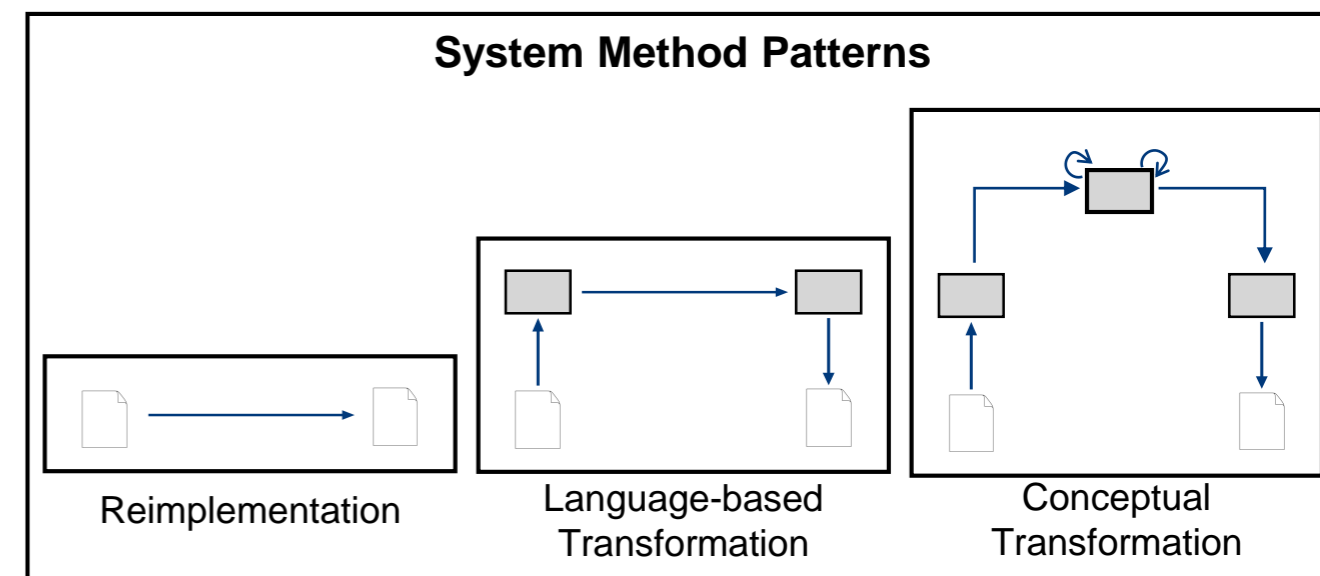 System Method Patterns
Reimplementation
Language-based
Transformation
Conceptual
Transformation